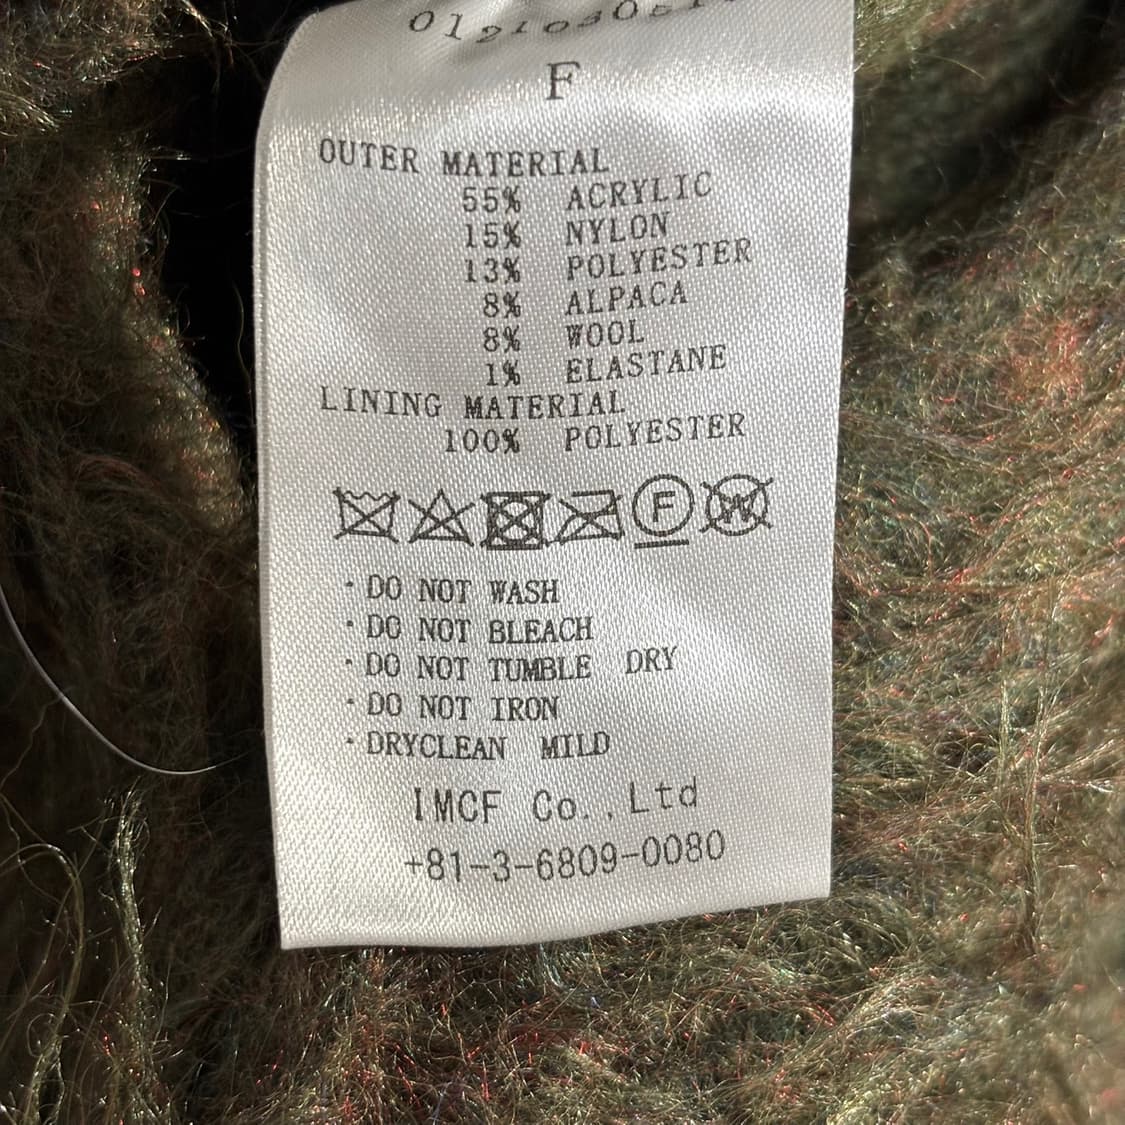 F
OUTER MATERIAL
55% ACRYLIC
15% NYLON
13% POLYESTER
8% ALPACA
8% WOOL
1% ELASTANE
LINING MATERIAL
100% POLYESTER
F W
・DO NOT WASH
・DO NOT BLEACH
・DO NOT TUMBLE DRY
・DO NOT IRON
・DRYCLEAN MILD
IMCF Co.,Ltd
+81-3-6809-0080